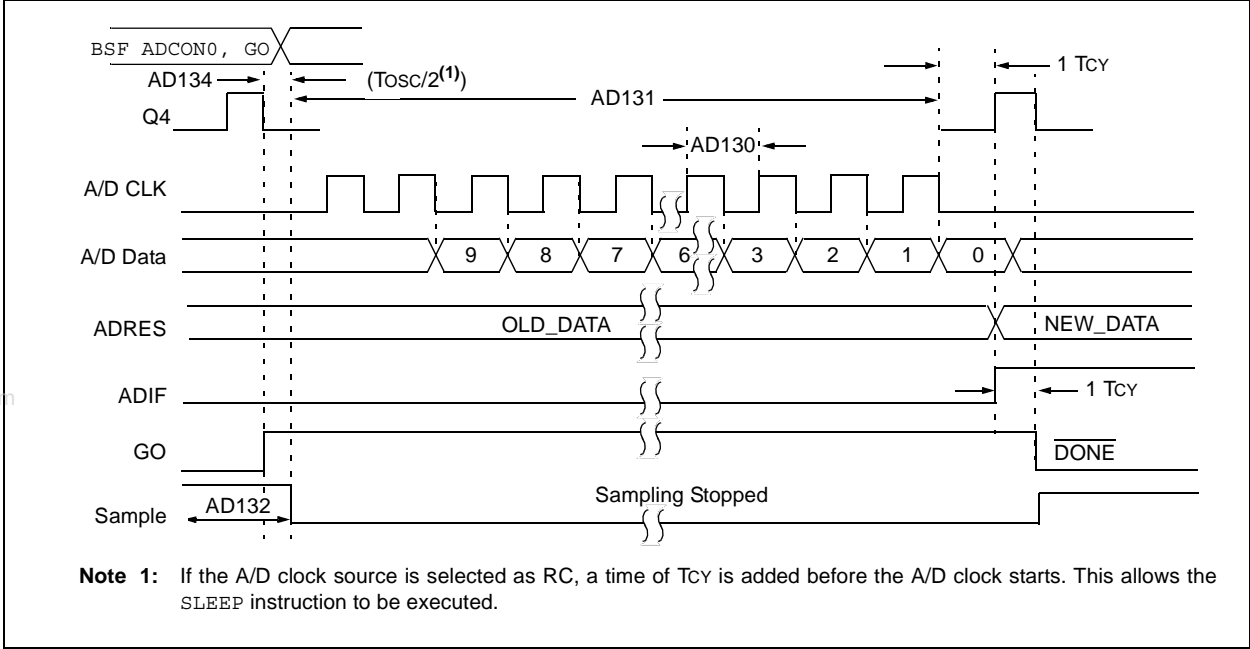 BSF ADCON0, GO
AD134 (TOSC/2(1)) 1 TCY
AD131
Q4
AD130
A/D CLK
A/D Data 9 8 7 6 3 2 1 0
ADRES OLD_DATA NEW_DATA
ADIF 1 TCY
GO DONE
Sample AD132 Sampling Stopped
Note 1: If the A/D clock source is selected as RC, a time of TCY is added before the A/D clock starts. This allows the
SLEEP instruction to be executed.